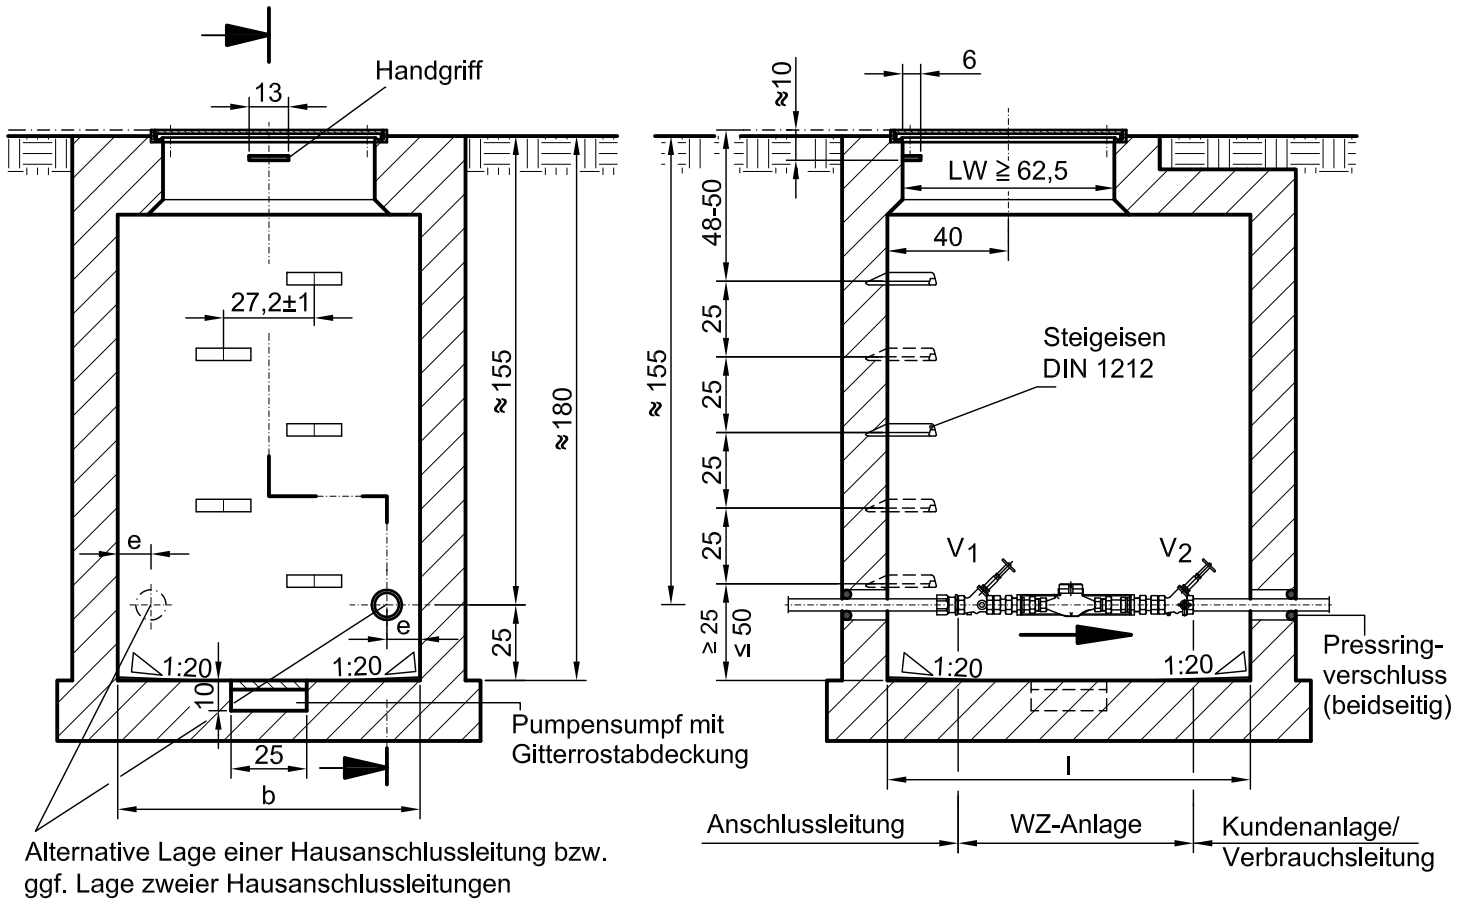 Handgriff
13
27,2±1
≈155
≈180
e
e
25
1:20
1:20
10
25
b
Pumpensumpf mit
Gitterrostabdeckung
Alternative Lage einer Hausanschlussleitung bzw.
ggf. Lage zweier Hausanschlussleitungen
≈10
6
LW ≧ 62,5
48-50
40
25
25
25
25
≈155
Steigeisen
DIN 1212
V1
V2
≥ 25
≤ 50
1:20
1:20
Pressring-
verschluss
(beidseitig)
l
Anschlussleitung
WZ-Anlage
Kundenanlage/
Verbrauchsleitung